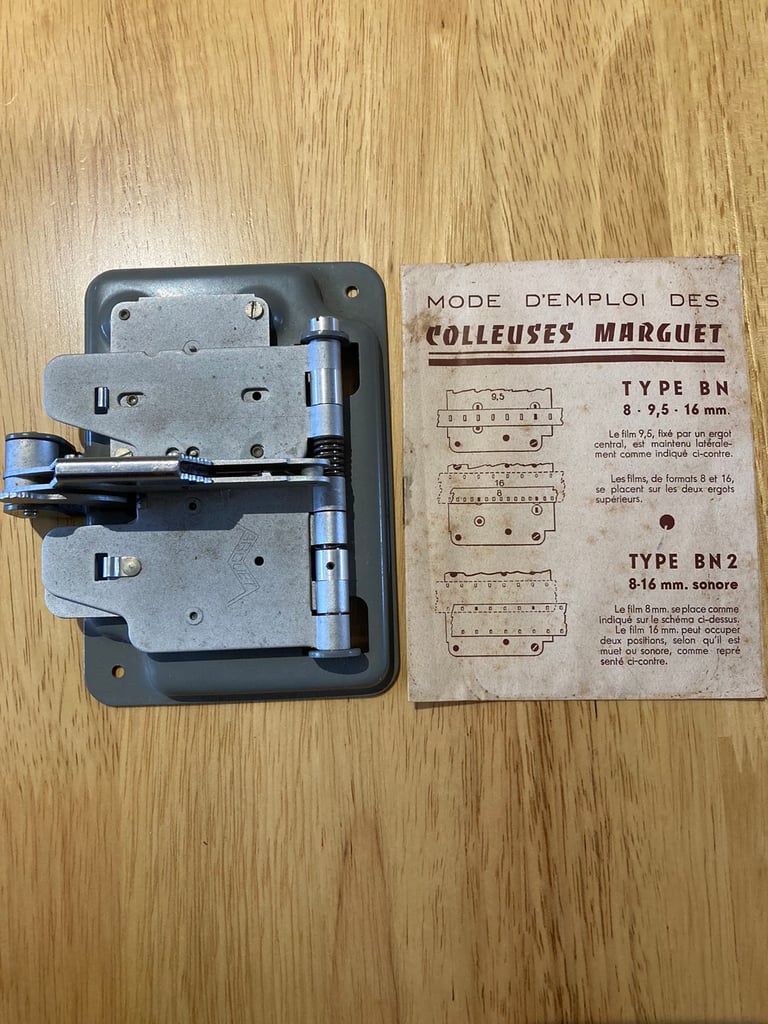 MODE D'EMPLOI DES
COLLEUSES MARGUET
TYPE BN
8 - 9,5 - 16 mm.
Le film 9,5, fixé par un ergot
central, est maintenu latérale-
ment comme indiqué ci-contre.
Les films, de formats 8 et 16,
se placent sur les deux ergots
supérieurs.
TYPE BN2
8-16 mm. sonore
Le film 8 mm. se place comme
indiqué sur le schéma ci-dessus.
Le film 16 mm. peut occuper
deux positions, selon qu'il est
muet ou sonore, comme repré
senté ci-contre.
9,5
16
8